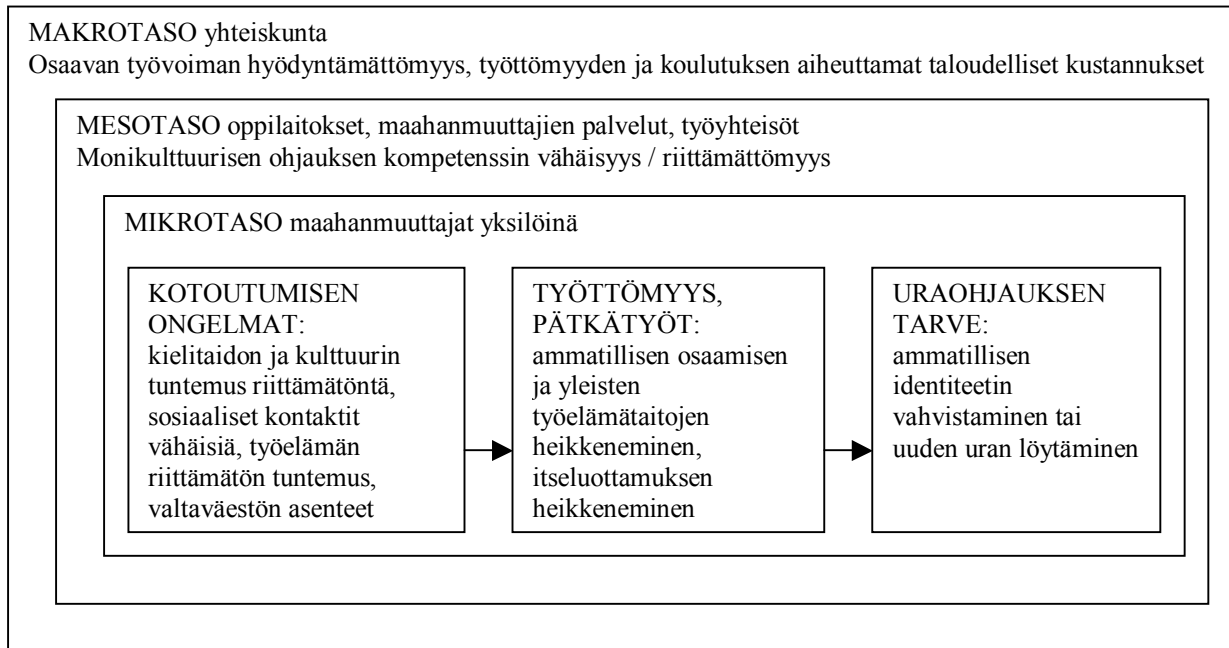 MAKROTASO yhteiskunta
Osaavan työvoiman hyödyntämättömyys, työttömyyden ja koulutuksen aiheuttamat taloudelliset kustannukset
MESOTASO oppilaitokset, maahanmuuttajien palvelut, työyhteisöt
Monikulttuurisen ohjauksen kompetenssin vähäisyys / riittämättömyys
MIKROTASO maahanmuuttajat yksilöinä
KOTOUTUMISEN
ONGELMAT:
kielitaidon ja kulttuurin
tuntemus riittämätöntä,
sosiaaliset kontaktit
vähäisiä, työelämän
riittämätön tuntemus,
valtaväestön asenteet
TYÖTTÖMYYS,
PÄTKÄTYÖT:
ammatillisen osaamisen
ja yleisten
työelämätaitojen
heikkeneminen,
itseluottamuksen
heikkeneminen
URAOHJAUKSEN
TARVE:
ammatillisen
identiteetin
vahvistaminen tai
uuden uran löytäminen